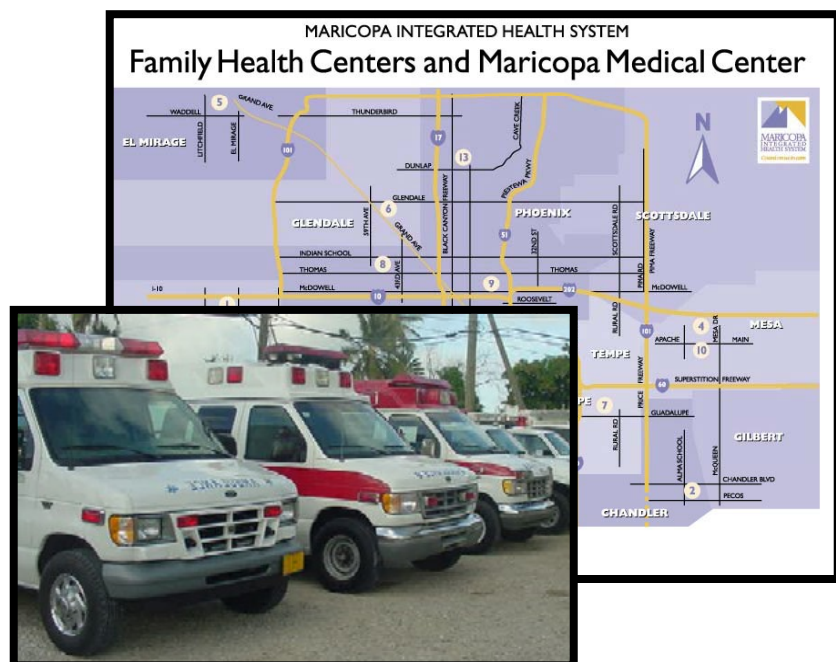 MARICOPA INTEGRATED HEALTH SYSTEM
Family Health Centers and Maricopa Medical Center
5
GRAND AVE
WADDELL
THUNDERBIRD
CAVE CREEK
EL MIRAGE
LITCHFIELD
EL MIRAGE
101
17
DUNLAP
13
N
MARICOPA
INTEGRATED
HEALTH SYSTEM
PIESTEWA PKWY
GLENDALE
6
59TH AVE
GLENDALE
GRAND AVE
BLACK CANYON FREEWAY
PHOENIX
SCOTTSDALE RD
SCOTTSDALE
51
32ND ST
PIMA FREEWAY
INDIAN SCHOOL
8
THOMAS
43RD AVE
THOMAS
PIMA RD
I-10
McDOWELL
10
9
202
McDOWELL
ROOSEVELT
1
RURAL RD
4
MESA DR
MESA
101
APACHE
MAIN
10
TEMPE
PRICE FREEWAY
60
SUPERSTITION FREEWAY
PE
7
GUADALUPE
RURAL RD
ALMA SCHOOL
McQUEEN
GILBERT
CHANDLER BLVD
2
PECOS
CHANDLER